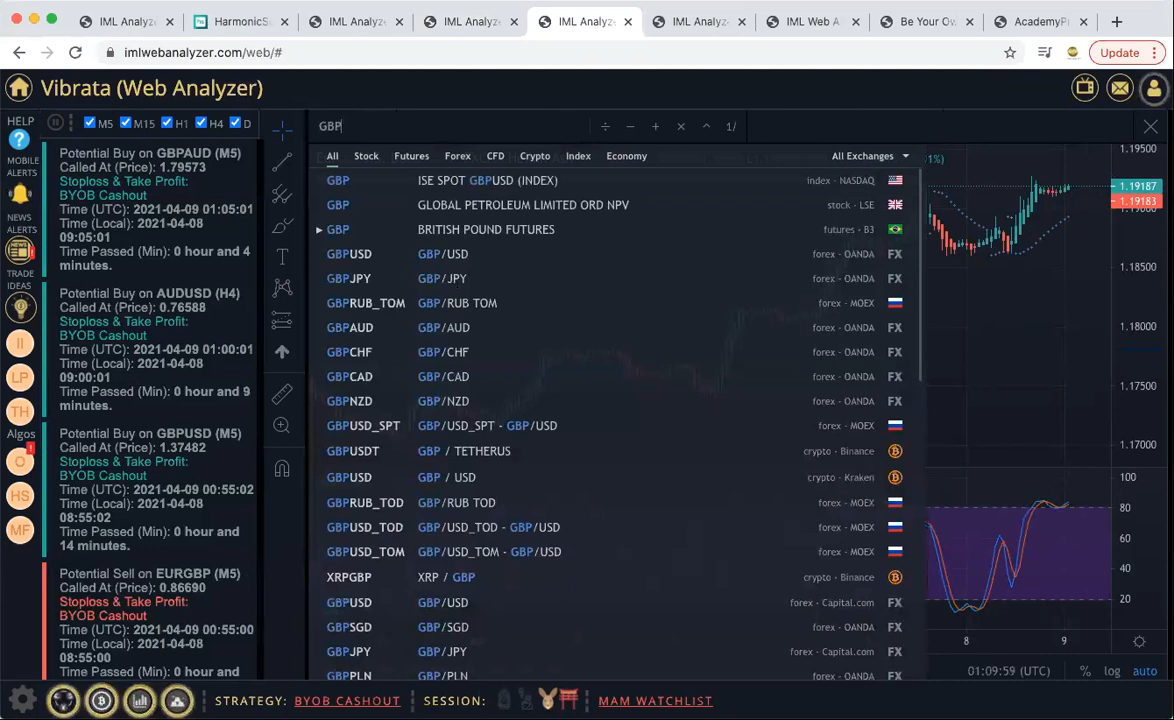 IML Analyz
HarmonicSc
IML Analyz
IML Analyz
IML Analyz
IML Analyz
IML Web A
Be Your Ow
AcademyPl
imlwebanalyzer.com/web/#
Update
Vibrata (Web Analyzer)
HELP
?
MOBILE
ALERTS
NEWS
ALERTS
TRADE
IDEAS
II
LP
TH
Algos
O
HS
MF
M5 M15 H1 H4 D
Potential Buy on GBPAUD (M5)
Called At (Price): 1.79573
Stoploss & Take Profit:
BYOB Cashout
Time (UTC): 2021-04-09 01:05:01
Time (Local): 2021-04-08
09:05:01
Time Passed (Min): 0 hour and 4
minutes.
Potential Buy on AUDUSD (H4)
Called At (Price): 0.76588
Stoploss & Take Profit:
BYOB Cashout
Time (UTC): 2021-04-09 01:00:01
Time (Local): 2021-04-08
09:00:01
Time Passed (Min): 0 hour and 9
minutes.
Potential Buy on GBPUSD (M5)
Called At (Price): 1.37482
Stoploss & Take Profit:
BYOB Cashout
Time (UTC): 2021-04-09 00:55:02
Time (Local): 2021-04-08
08:55:02
Time Passed (Min): 0 hour and
14 minutes.
Potential Sell on EURGBP (M5)
Called At (Price): 0.86690
Stoploss & Take Profit:
BYOB Cashout
Time (UTC): 2021-04-09 00:55:00
Time (Local): 2021-04-08
08:55:00
Time Passed (Min): 0 hour and
GBP ÷ − + × ^ 1/
All Stock Futures Forex CFD Crypto Index Economy All Exchanges
GBP ISE SPOT GBPUSD (INDEX) index - NASDAQ
GBP GLOBAL PETROLEUM LIMITED ORD NPV stock - LSE
GBP BRITISH POUND FUTURES futures - B3
GBPUSD GBP/USD forex - OANDA FX
GBPJPY GBP/JPY forex - OANDA FX
GBPRUB_TOM GBP/RUB TOM forex - MOEX
GBPAUD GBP/AUD forex - OANDA FX
GBPCHF GBP/CHF forex - OANDA FX
GBPCAD GBP/CAD forex - OANDA FX
GBPNZD GBP/NZD forex - OANDA FX
GBPUSD_SPT GBP/USD_SPT - GBP/USD forex - MOEX
GBPUSDT GBP / TETHERUS crypto - Binance
GBPUSD GBP / USD crypto - Kraken
GBPRUB_TOD GBP/RUB TOD forex - MOEX
GBPUSD_TOD GBP/USD_TOD - GBP/USD forex - MOEX
GBPUSD_TOM GBP/USD_TOM - GBP/USD forex - MOEX
XRPGBP XRP / GBP crypto - Binance
GBPUSD GBP/USD forex - Capital.com FX
GBPSGD GBP/SGD forex - OANDA FX
GBPJPY GBP/JPY forex - Capital.com FX
GBPPLN GBP/PLN forex - OANDA FX
1%)
1.19500
1.19187
1.19183
1.19000
1.18500
1.18000
1.17500
1.17000
100
80
60
40
20
8 9
01:09:59 (UTC) % log auto
STRATEGY: BYOB CASHOUT SESSION: MAM WATCHLIST